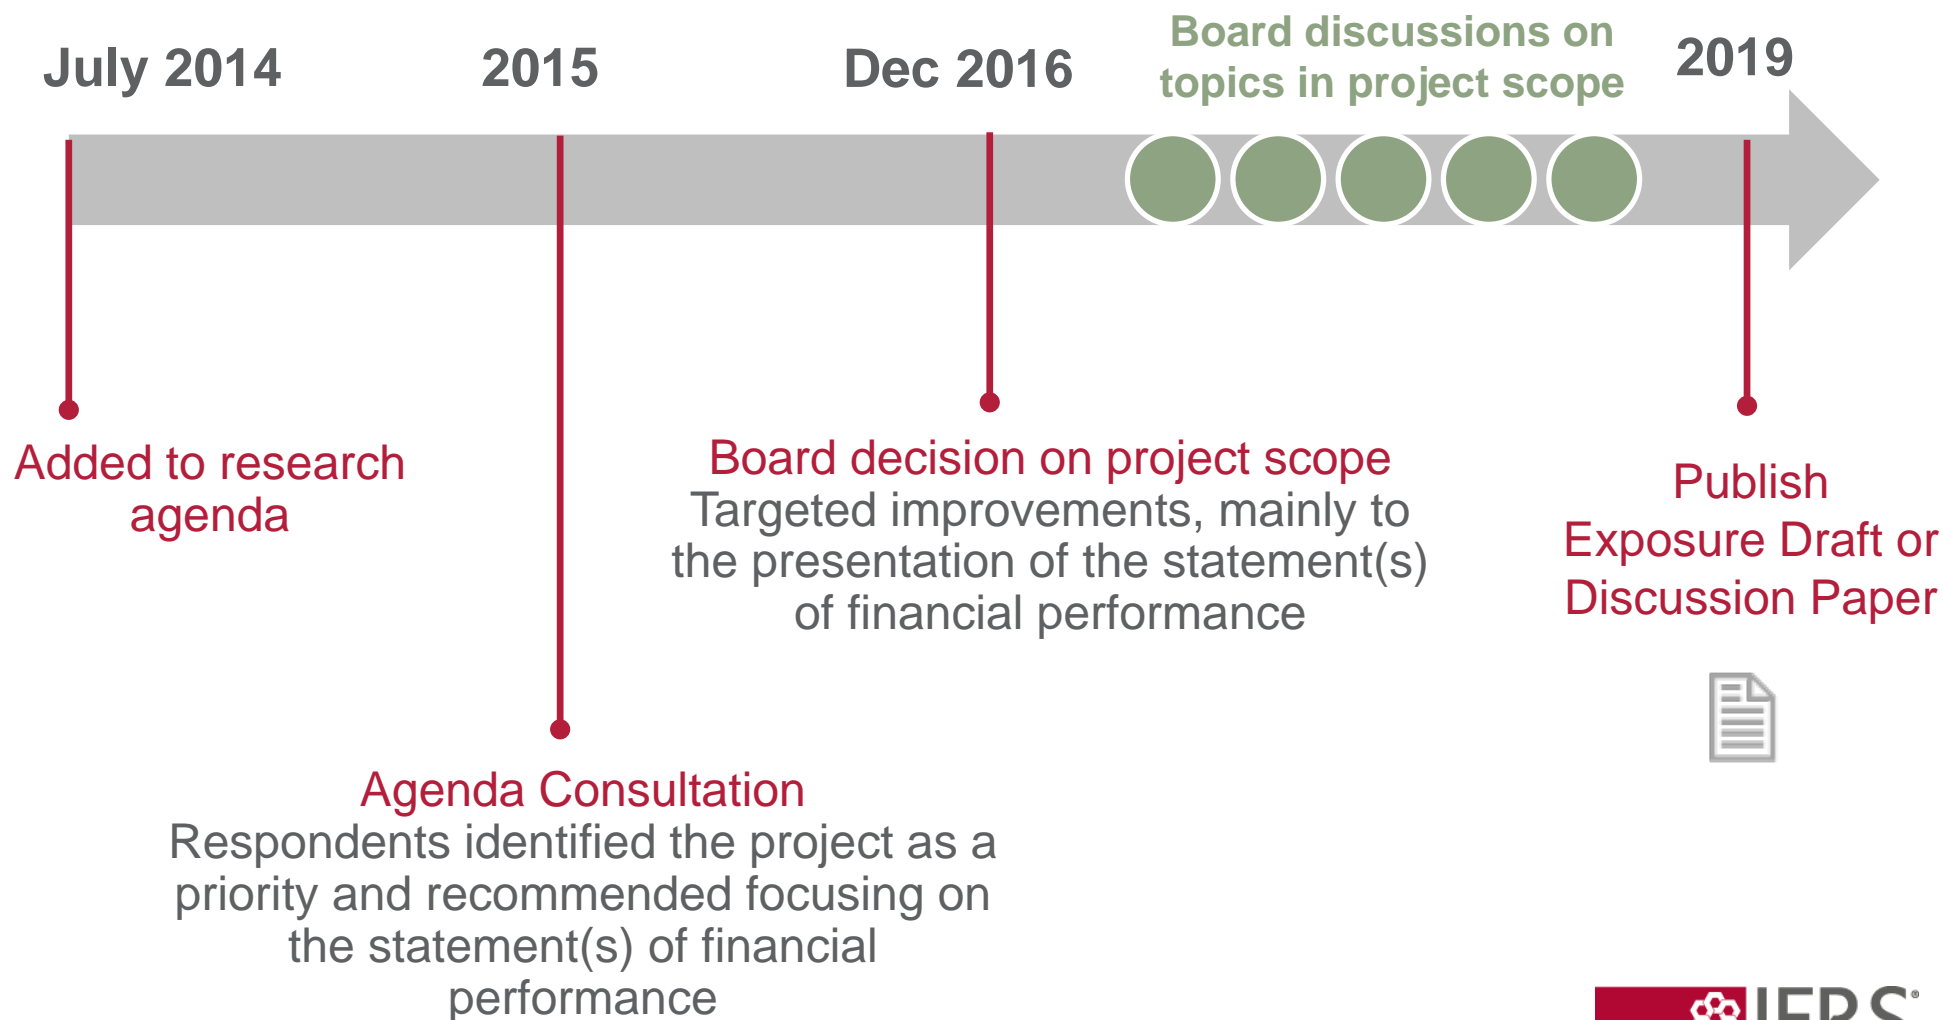 July 2014
2015
Dec 2016
Board discussions on
topics in project scope
2019
Added to research
agenda
Board decision on project scope
Targeted improvements, mainly to
the presentation of the statement(s)
of financial performance
Publish
Exposure Draft or
Discussion Paper
Agenda Consultation
Respondents identified the project as a
priority and recommended focusing on
the statement(s) of financial
performance
IFRS®